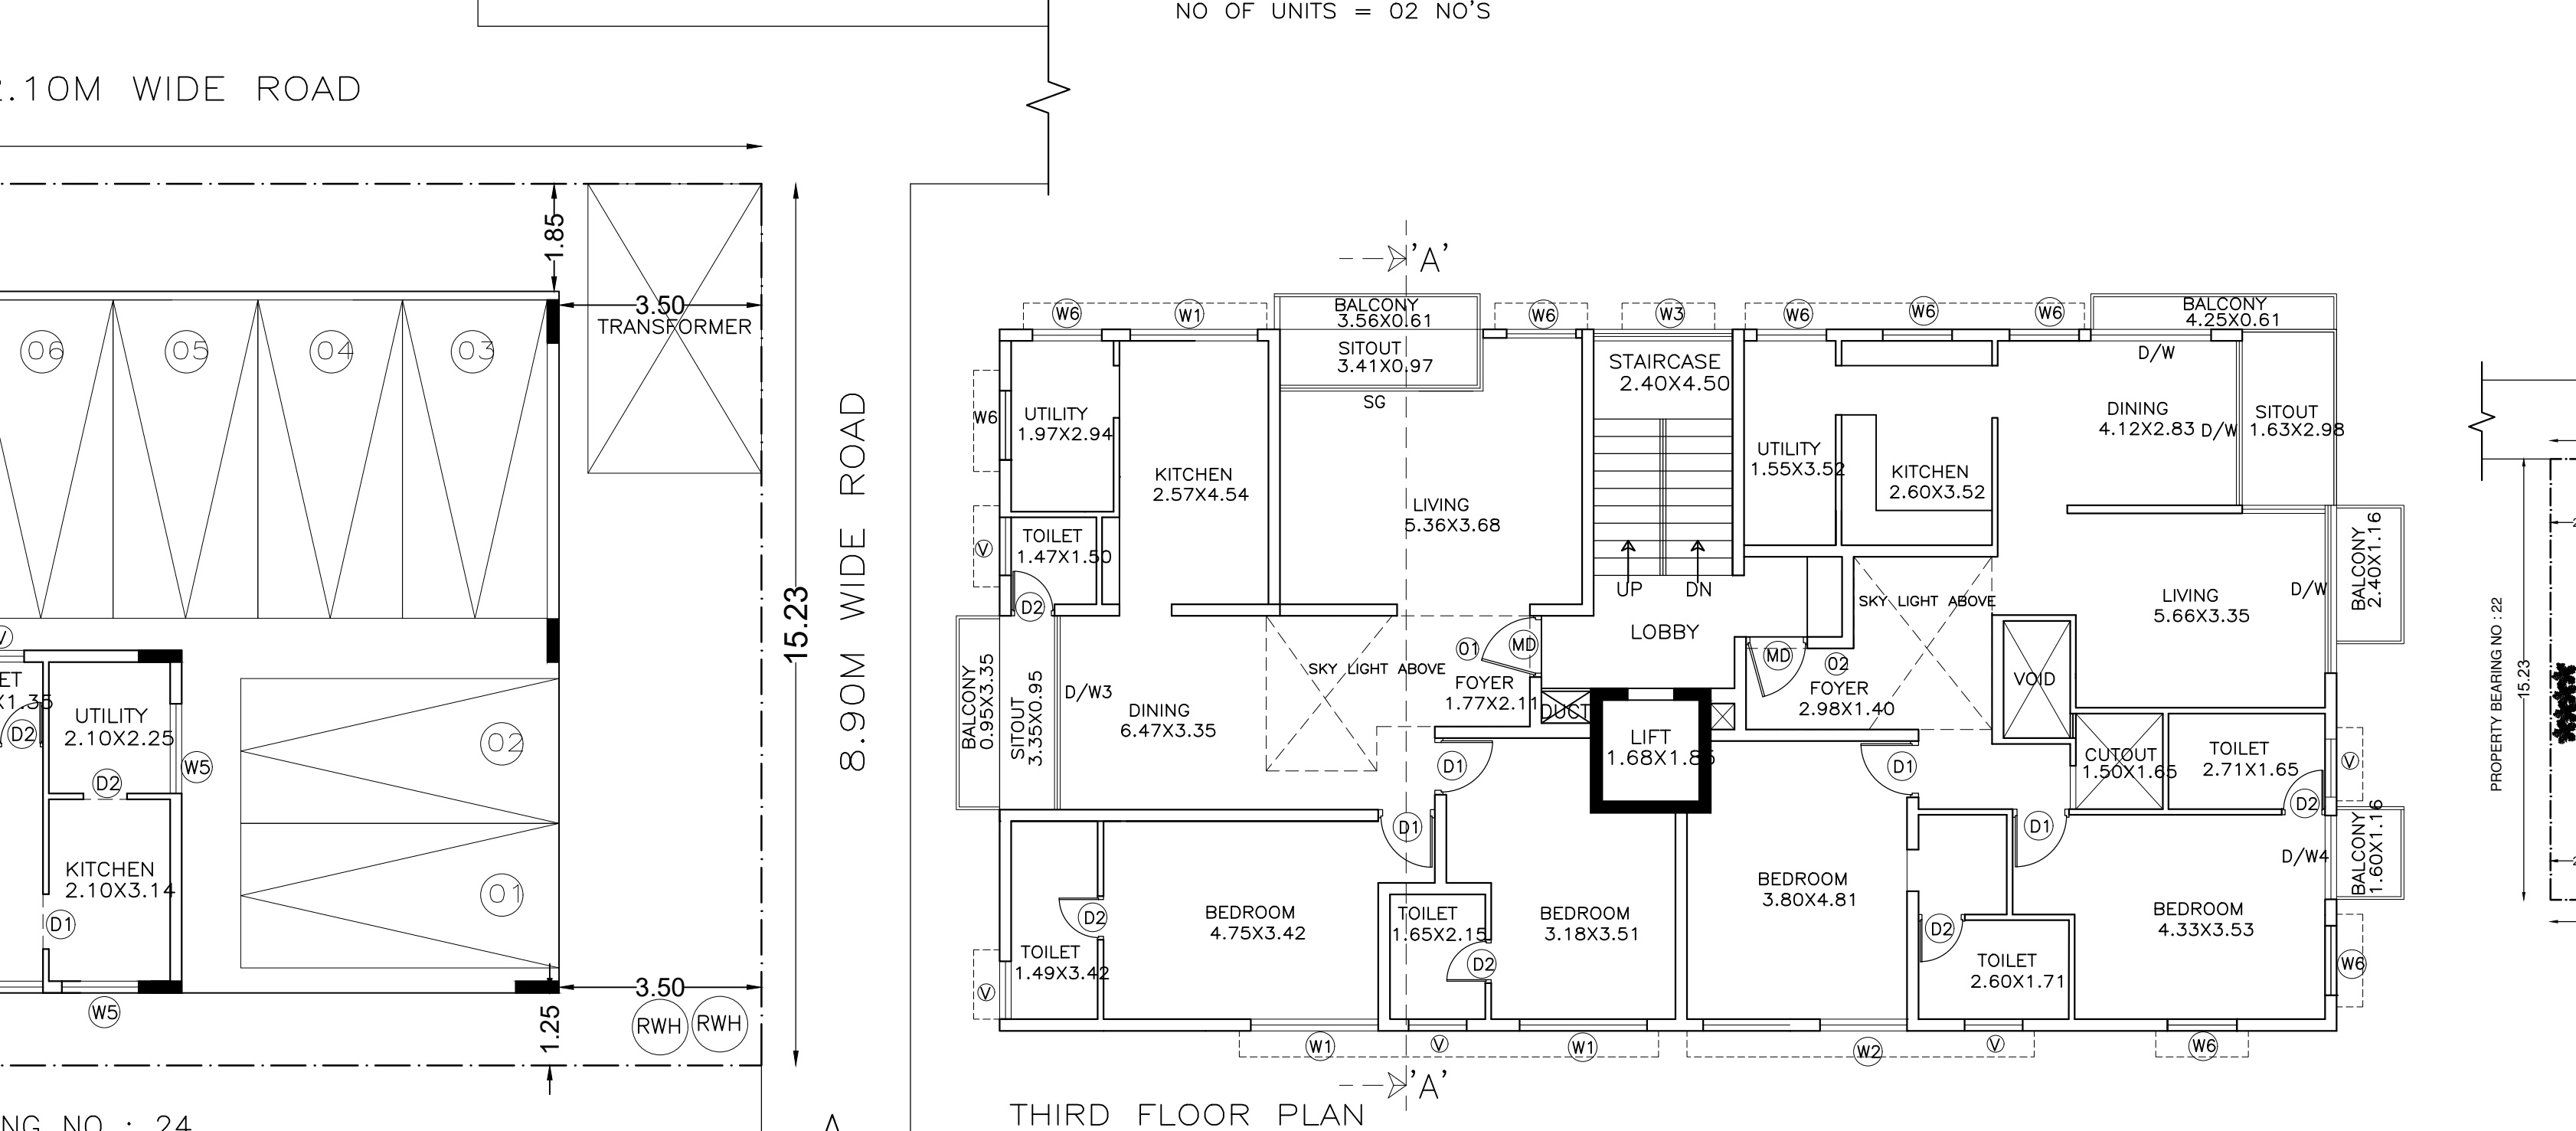 NO OF UNITS = 02 NO'S
2.10M WIDE ROAD
1.85
3.50
TRANSFORMER
06
05
04
03
02
01
V
1.35
UTILITY
2.10X2.25
D2
D2
W5
KITCHEN
2.10X3.14
D1
W5
3.50
RWH
RWH
1.25
15.23
8.90M WIDE ROAD
NO : 24
A
'A'
W6
W1
BALCONY
3.56X0.61
SITOUT
3.41X0.97
SG
W6
W3
W6
W6
W6
BALCONY
4.25X0.61
STAIRCASE
2.40X4.50
D/W
W6
UTILITY
1.97X2.94
KITCHEN
2.57X4.54
LIVING
5.36X3.68
UTILITY
1.55X3.52
KITCHEN
2.60X3.52
DINING
4.12X2.83
D/W
SITOUT
1.63X2.98
TOILET
1.47X1.50
V
D2
UP
DN
LOBBY
SKY LIGHT ABOVE
LIVING
5.66X3.35
D/W
BALCONY
2.40X1.16
BALCONY
0.95X3.35
SITOUT
3.35X0.95
D/W3
DINING
6.47X3.35
SKY LIGHT ABOVE
01
MD
FOYER
1.77X2.11
DUCT
MD
02
FOYER
2.98X1.40
VOID
LIFT
1.68X1.85
D1
D1
D1
CUTOUT
1.50X1.65
TOILET
2.71X1.65
V
D2
D1
D/W4
BALCONY
1.60X1.16
BEDROOM
4.75X3.42
D2
TOILET
1.49X3.42
V
TOILET
1.65X2.15
D2
BEDROOM
3.18X3.51
BEDROOM
3.80X4.81
D2
TOILET
2.60X1.71
BEDROOM
4.33X3.53
W6
W1
V
W1
W2
V
W6
'A'
THIRD FLOOR PLAN
PROPERTY BEARING NO : 22
15.23